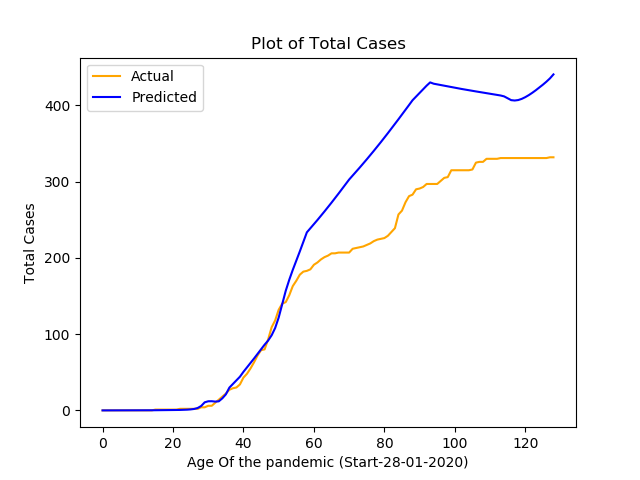 Plot of Total Cases
Actual
Predicted
400
300
200
100
0
Total Cases
0 20 40 60 80 100 120
Age Of the pandemic (Start-28-01-2020)